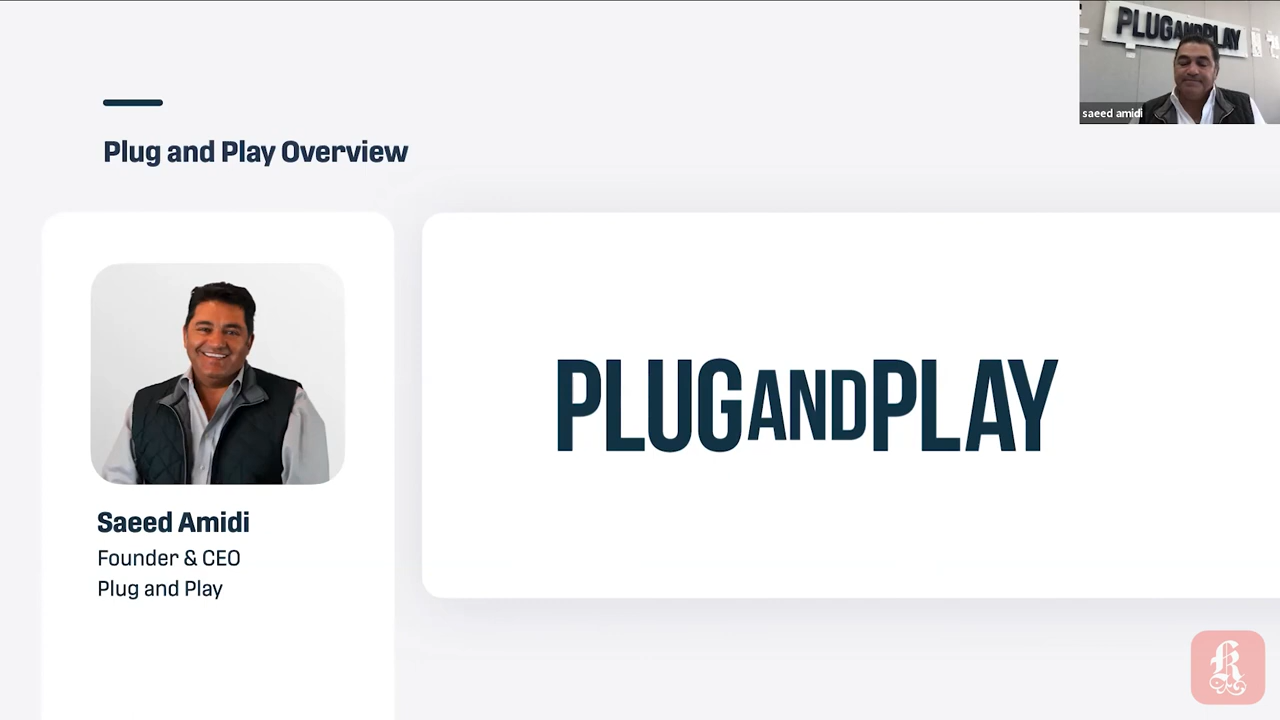 Plug and Play Overview
PLUGANDPLAY
saeed amidi
PLUGANDPLAY
Saeed Amidi
Founder & CEO
Plug and Play